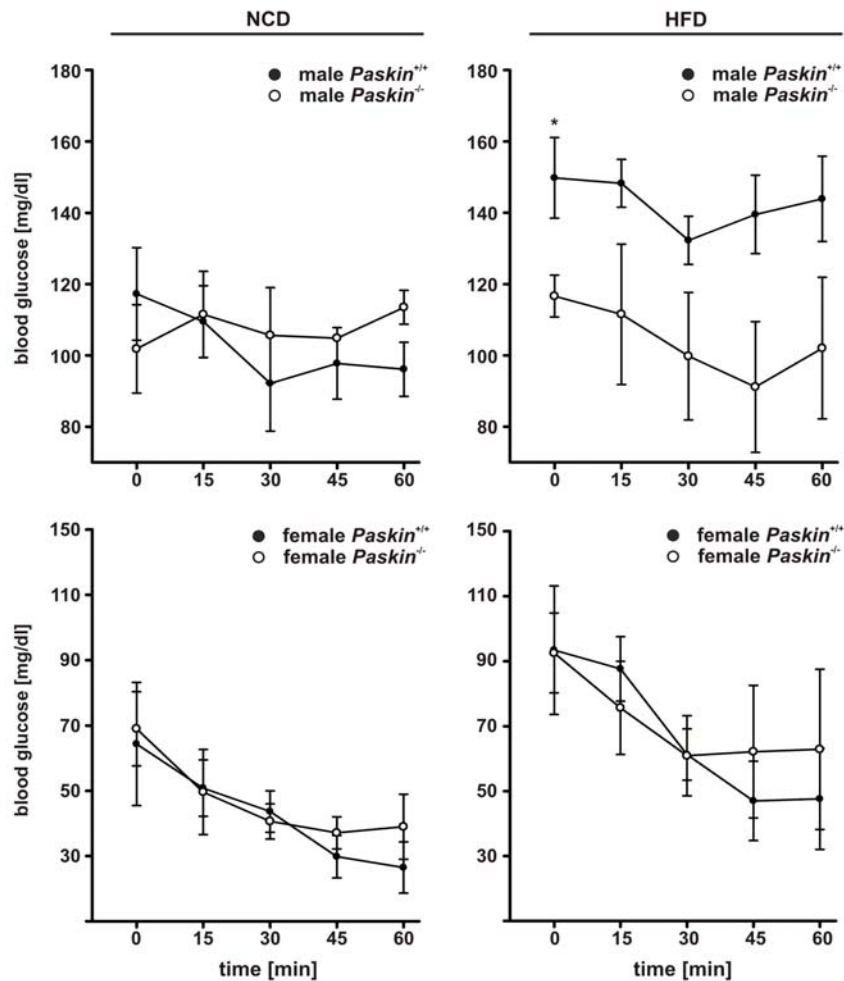 NCD
HFD
180
160
140
120
100
80
blood glucose [mg/dl]
male Paskin+/+
male Paskin-/-
0 15 30 45 60
180
160
140
120
100
80
male Paskin+/+
male Paskin-/-
*
0 15 30 45 60
150
110
90
70
50
30
blood glucose [mg/dl]
female Paskin+/+
female Paskin-/-
0 15 30 45 60
time [min]
150
110
90
70
50
30
female Paskin+/+
female Paskin-/-
0 15 30 45 60
time [min]